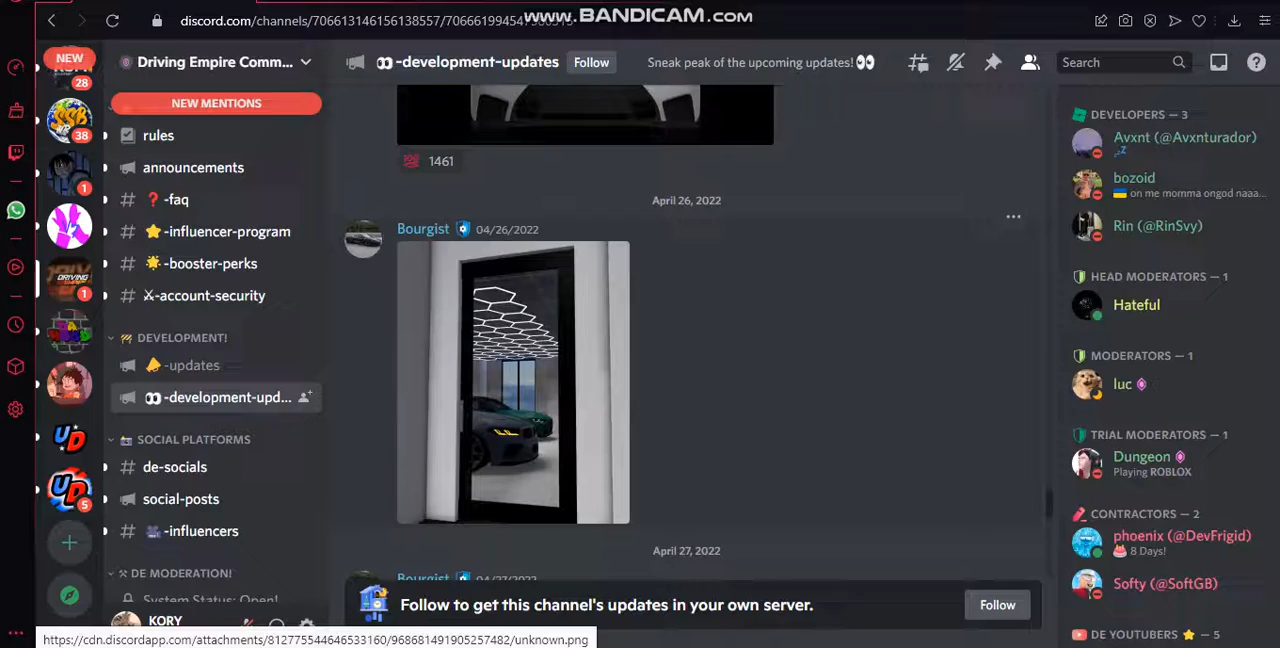 www.BANDICAM.com
discord.com/channels/706613146156138557/70666199454
NEW
28
38
1
1
5
Driving Empire Comm...
NEW MENTIONS
rules
announcements
# ❓-faq
# ⭐-influencer-program
# 🌟-booster-perks
# ⚔-account-security
🚧 DEVELOPMENT!
📣-updates
👀-development-upd...
📷 SOCIAL PLATFORMS
# de-socials
social-posts
# 🎥-influencers
⚒ DE MODERATION!
System Status: Open!
KORY
👀-development-updates
Follow
Sneak peak of the upcoming updates! 👀
Search
💯 1461
April 26, 2022
Bourgist 04/26/2022
April 27, 2022
Bourgist 04/27/2022
Follow to get this channel's updates in your own server.
Follow
DEVELOPERS — 3
Avxnt (@Avxnturador)
💤
bozoid
🇺🇦 on me momma ongod naaa...
Rin (@RinSvy)
HEAD MODERATORS — 1
Hateful
MODERATORS — 1
luc
TRIAL MODERATORS — 1
Dungeon
Playing ROBLOX
CONTRACTORS — 2
phoenix (@DevFrigid)
🎂 8 Days!
Softy (@SoftGB)
DE YOUTUBERS ⭐ — 5
https://cdn.discordapp.com/attachments/812775544646533160/968681491905257482/unknown.png